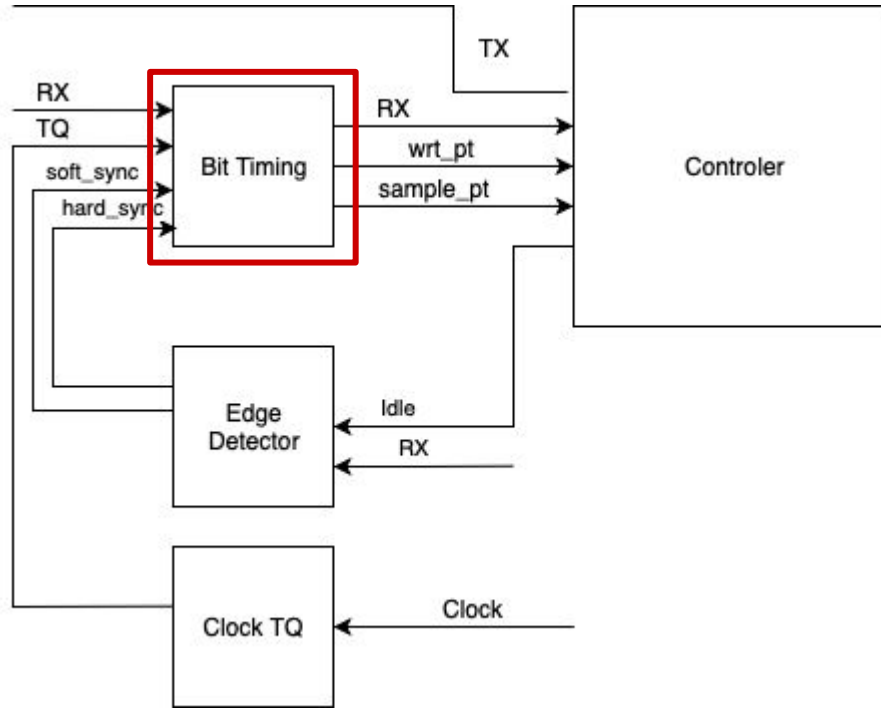 TX
RX
TQ
soft_sync
hard_sync
Bit Timing
RX
wrt_pt
sample_pt
Controler
Edge
Detector
Idle
RX
Clock TQ
Clock